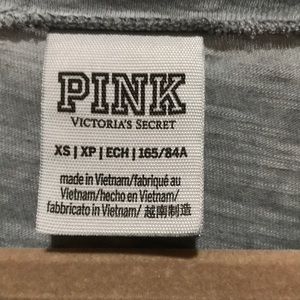 PINK
VICTORIA'S SECRET
XS | XP | ECH | 165/84A
made in Vietnam/fabriqué au
Vietnam/hecho en Vietnam/
fabbricato in Vietnam/ 越南制造